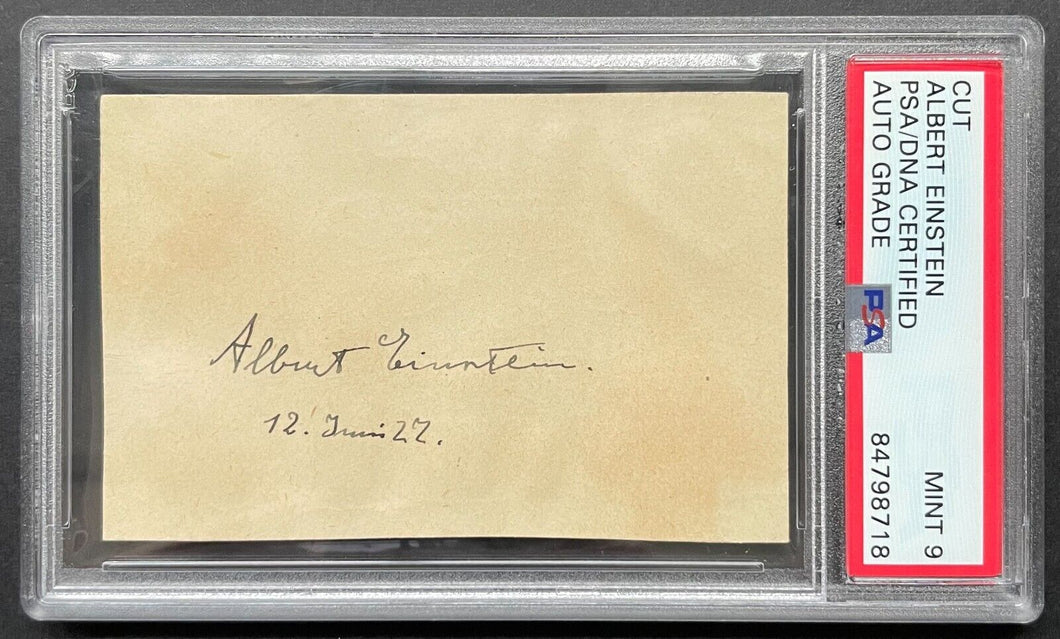 Albert Einstein.
12. Juni 22.
CUT
ALBERT EINSTEIN
PSA/DNA CERTIFIED
AUTO GRADE
MINT 9
84798718
PSA